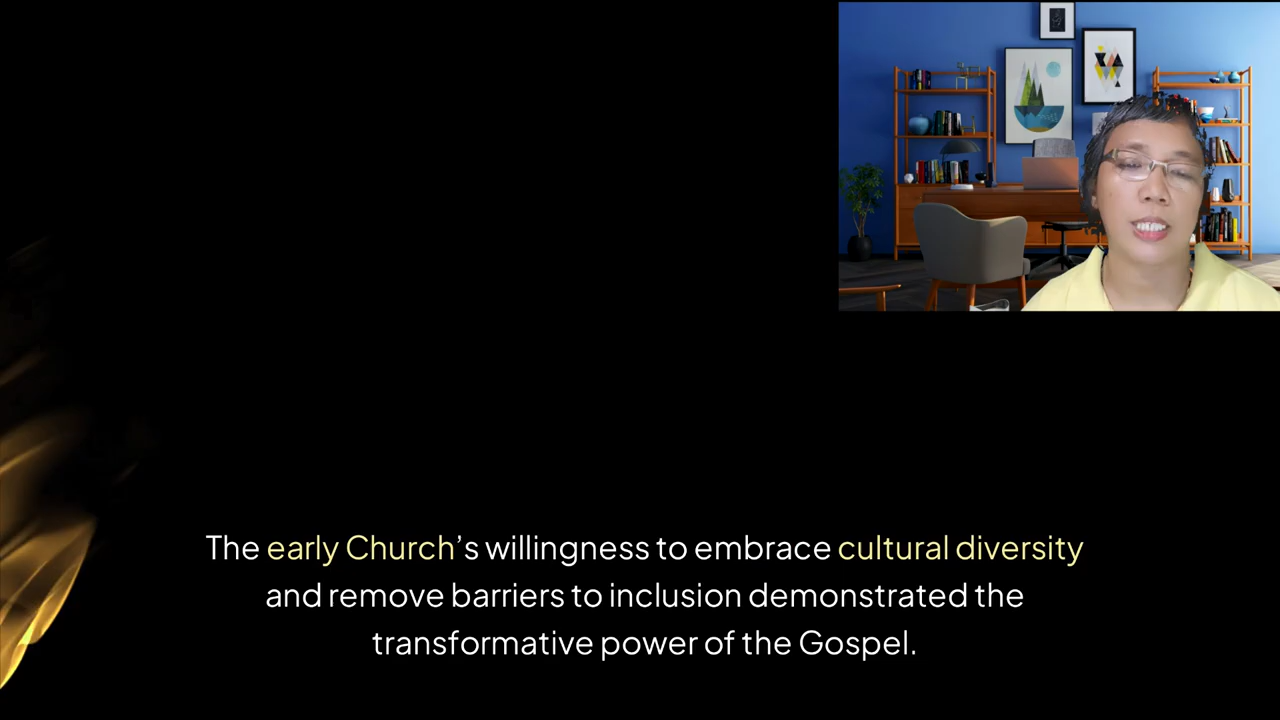 The early Church’s willingness to embrace cultural diversity
and remove barriers to inclusion demonstrated the
transformative power of the Gospel.